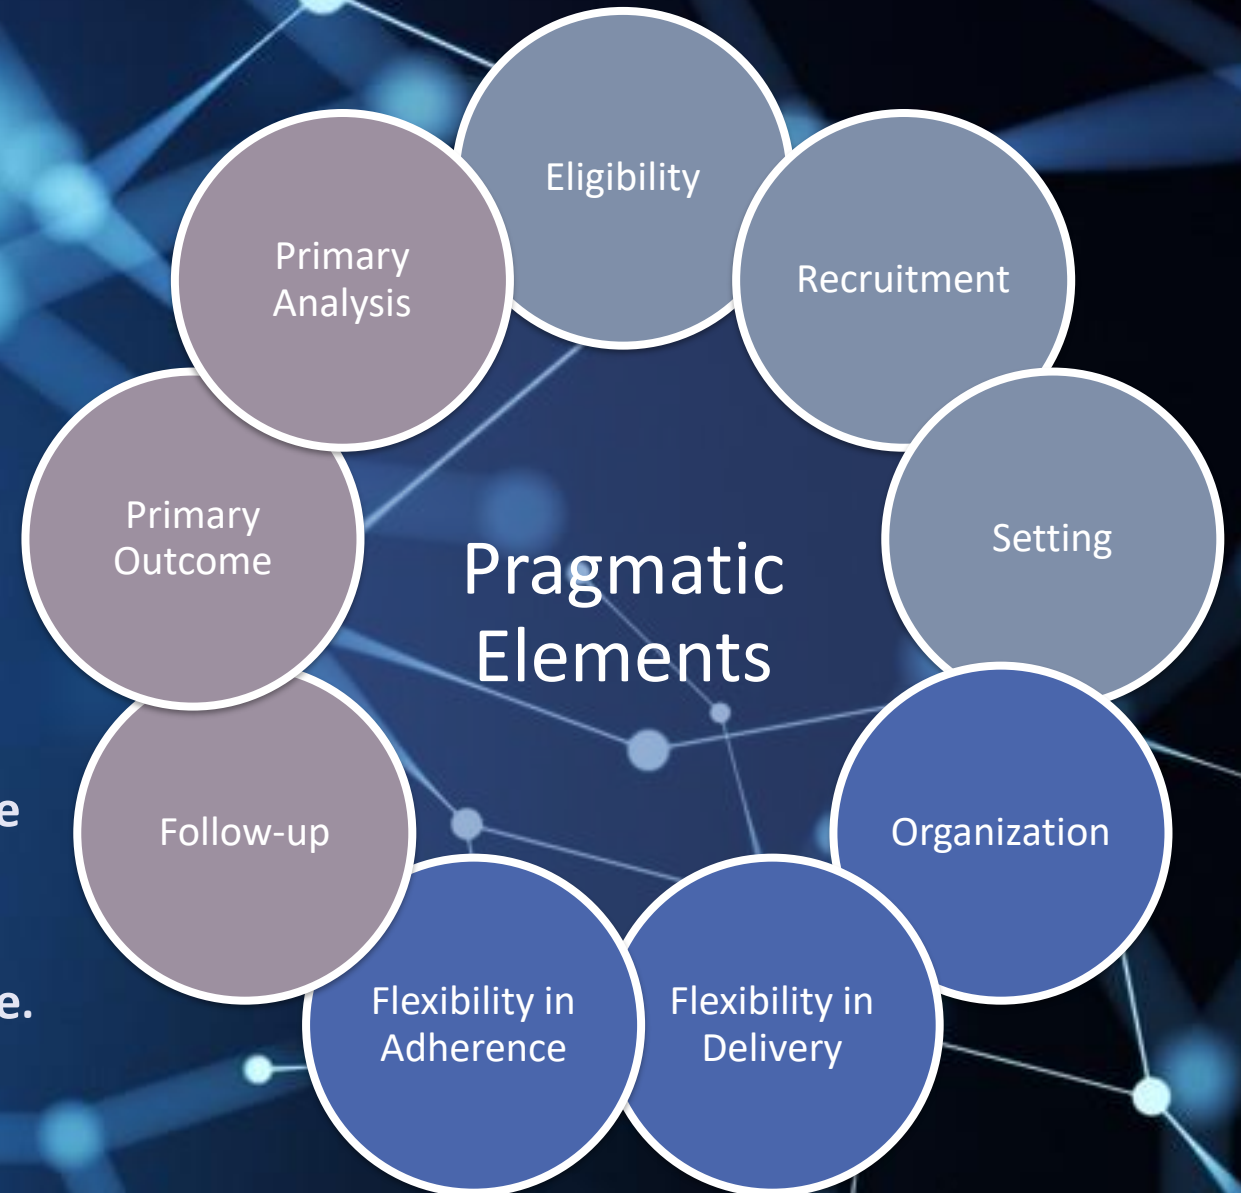 Eligibility
Recruitment
Setting
Organization
Flexibility in
Delivery
Flexibility in
Adherence
Follow-up
Primary
Outcome
Primary
Analysis
Pragmatic
Elements
e
e.